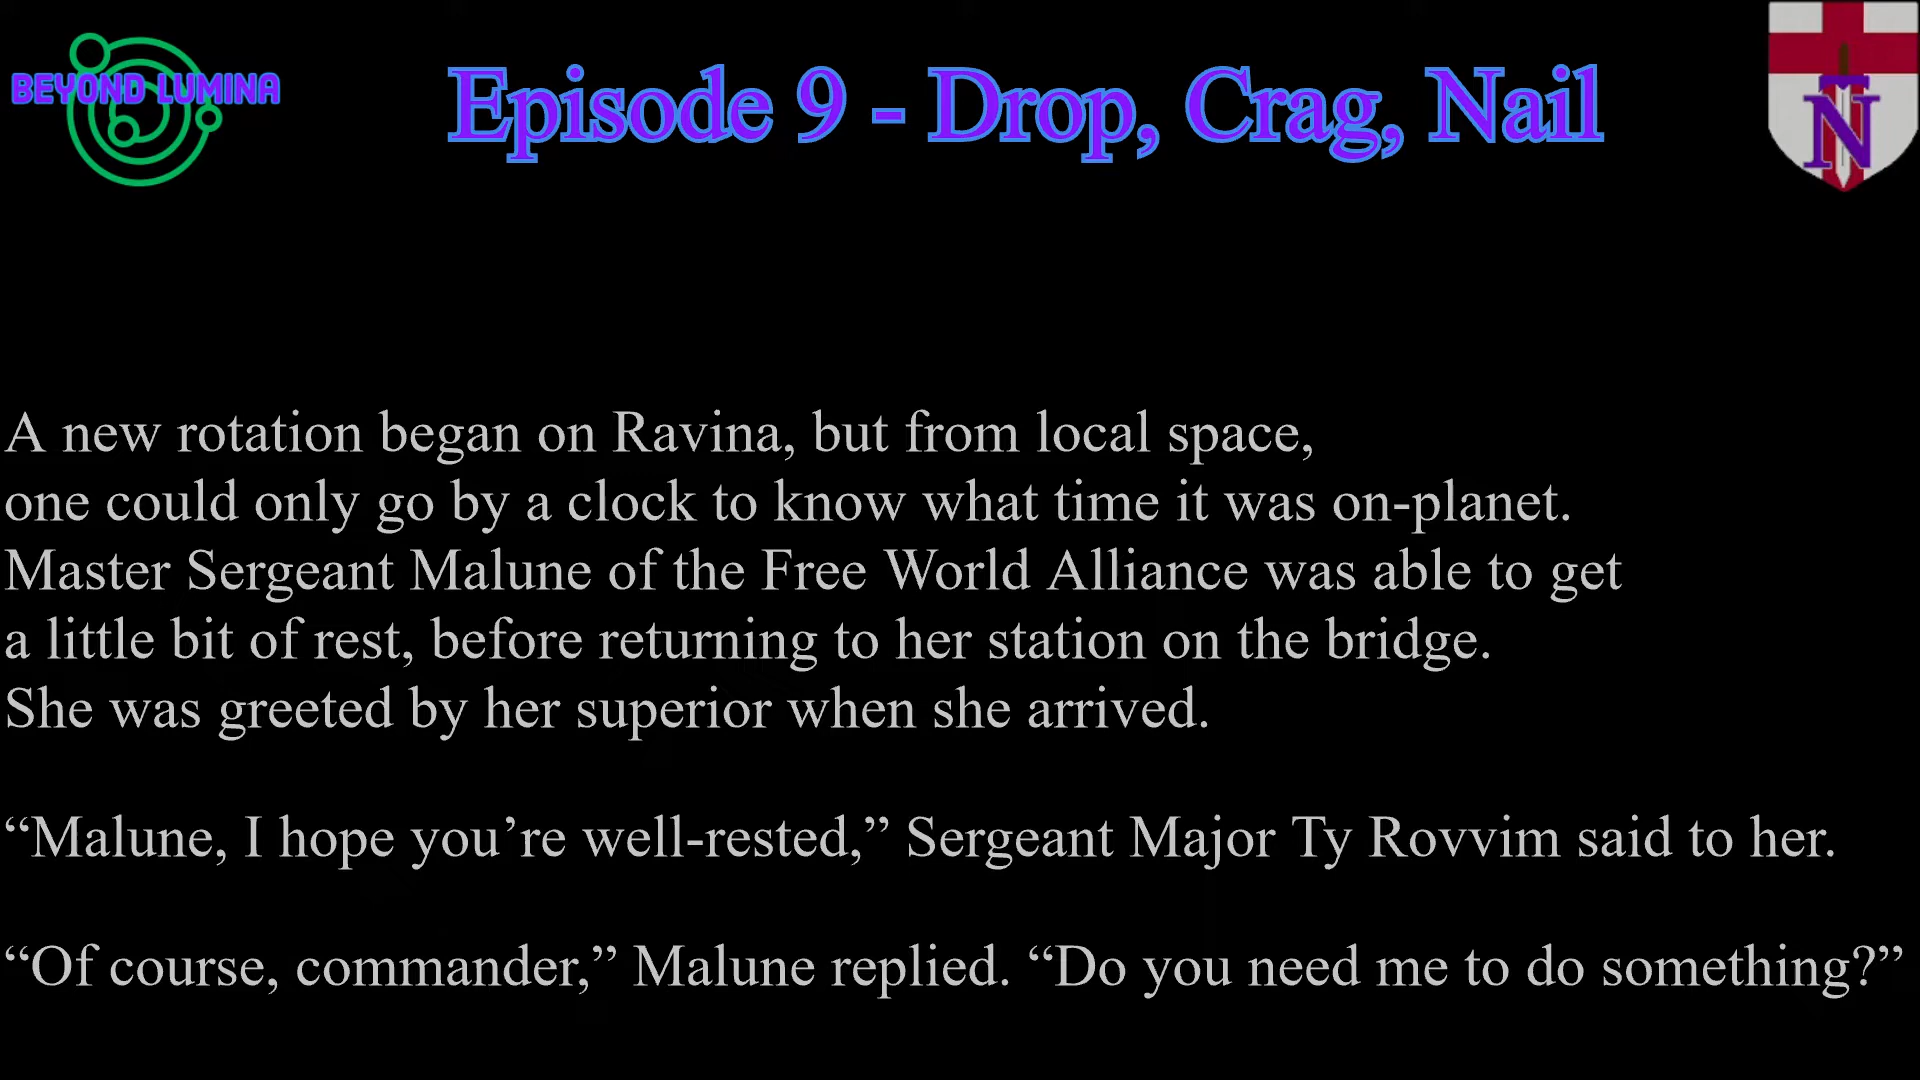 BEYOND LUMINA
Episode 9 - Drop, Crag, Nail
N
A new rotation began on Ravina, but from local space,
one could only go by a clock to know what time it was on-planet.
Master Sergeant Malune of the Free World Alliance was able to get
a little bit of rest, before returning to her station on the bridge.
She was greeted by her superior when she arrived.
“Malune, I hope you’re well-rested,” Sergeant Major Ty Rovvim said to her.
“Of course, commander,” Malune replied. “Do you need me to do something?”